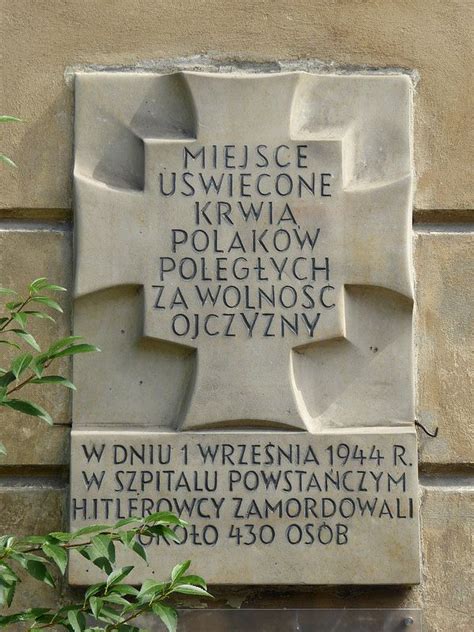 MIEJSCE
UŚWIĘCONE
KRWIĄ
POLAKÓW
POLEGŁYCH
ZA WOLNOŚĆ
OJCZYZNY
W DNIU 1 WRZEŚNIA 1944 R.
W SZPITALU POWSTAŃCZYM
HITLEROWCY ZAMORDOWALI
OKOŁO 430 OSÓB